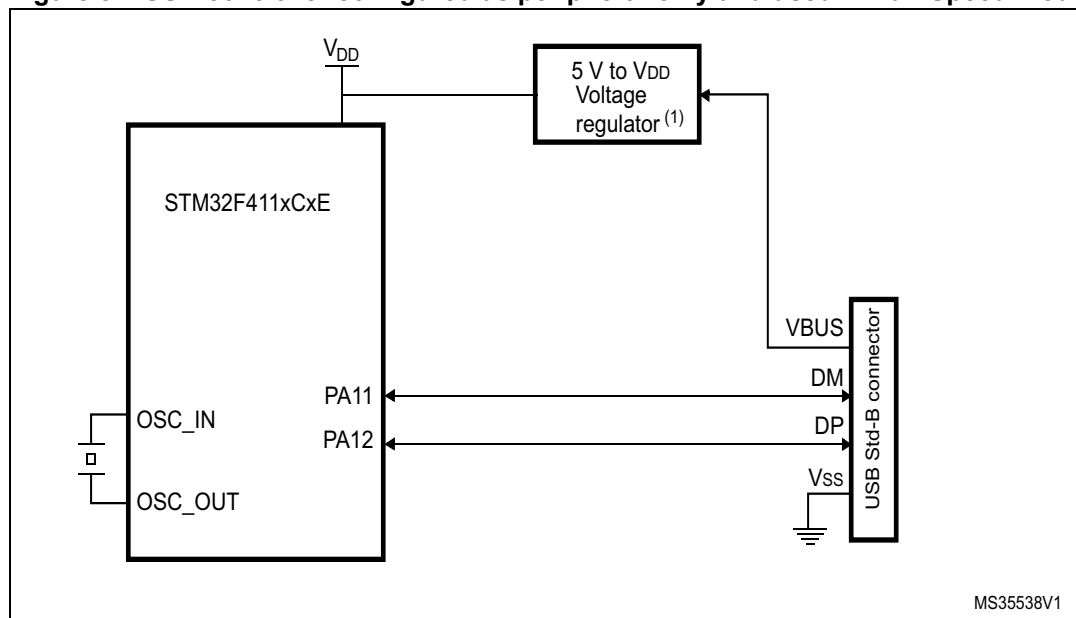 VDD
5 V to VDD
Voltage
regulator (1)
STM32F411xCxE
VBUS
DM
PA11
OSC_IN
DP
PA12
VSS
OSC_OUT
USB Std-B connector
MS35538V1